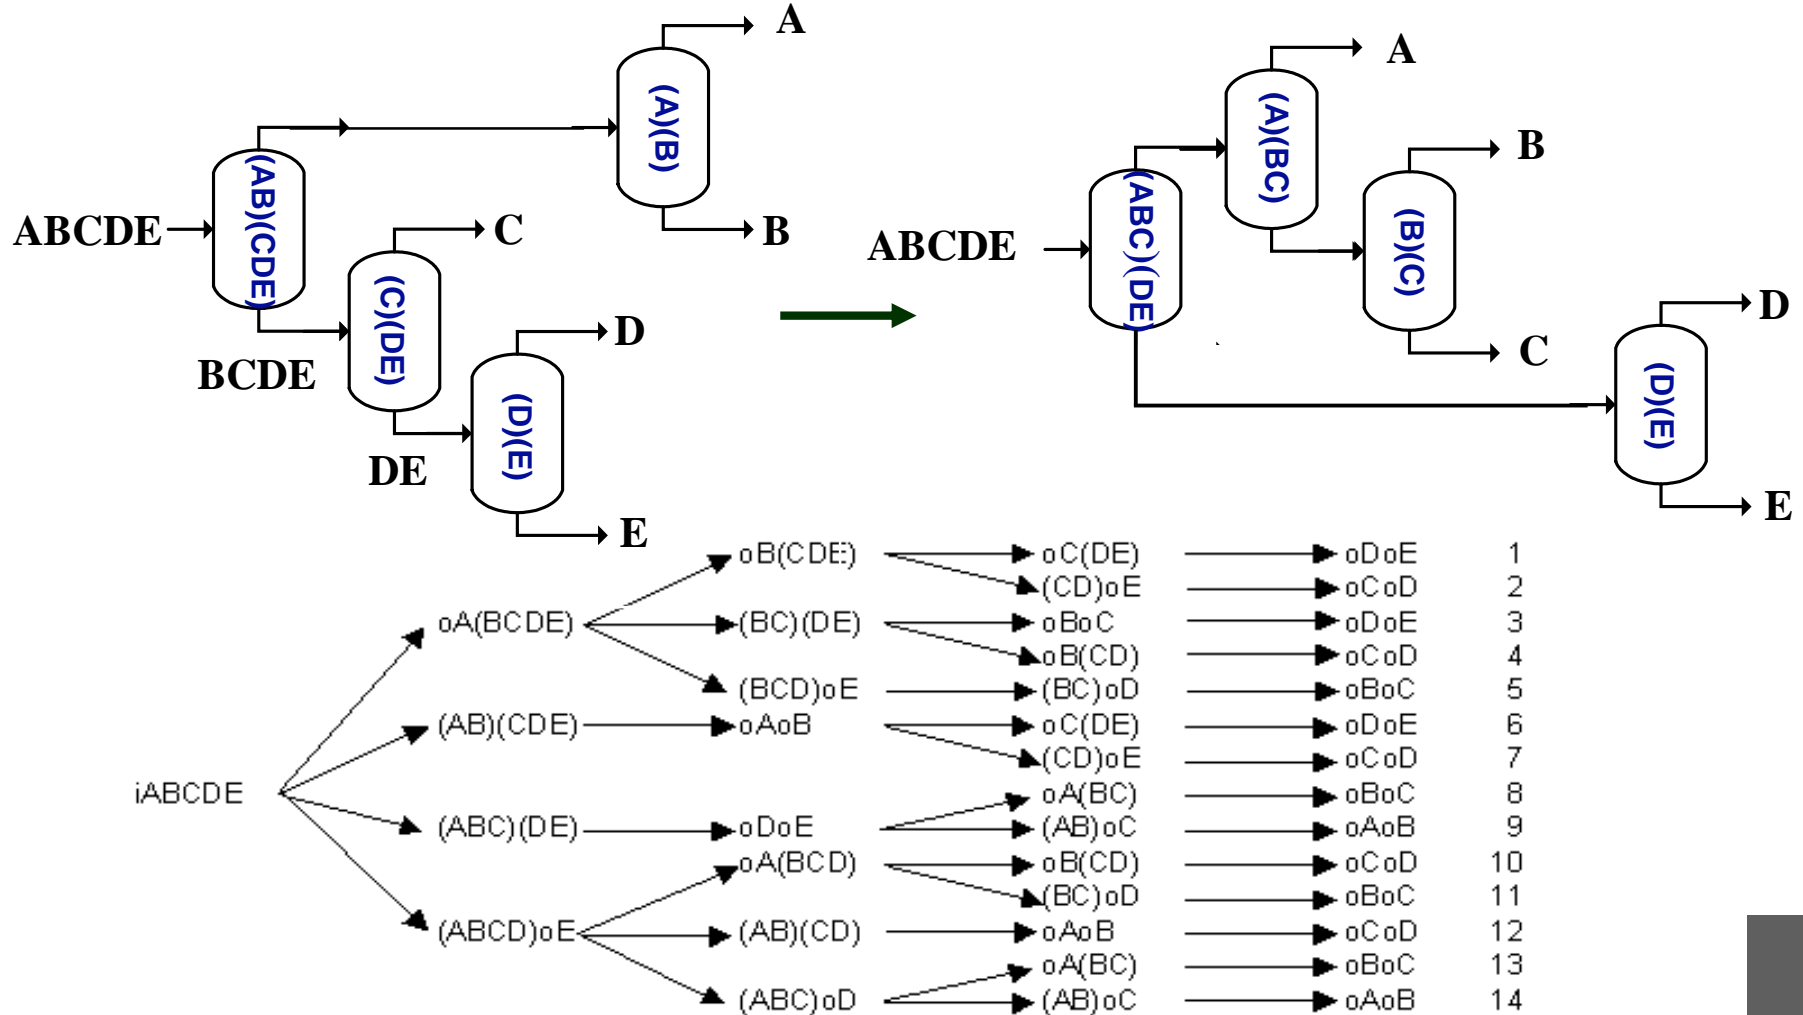 A
(A)(B)
B
ABCDE
(AB)(CDE)
C
(C)(DE)
BCDE
D
(D)(E)
DE
E
A
(A)(BC)
B
ABCDE
(ABC)(DE)
(B)(C)
C
D
(D)(E)
E
oB(CDE) oC(DE) oDoE 1
(CD)oE oCoD 2
oA(BCDE) (BC)(DE) oBoC oDoE 3
oB(CD) oCoD 4
(BCD)oE (BC)oD oBoC 5
(AB)(CDE) oAoB oC(DE) oDoE 6
(CD)oE oCoD 7
iABCDE oA(BC) oBoC 8
(ABC)(DE) oDoE (AB)oC oAoB 9
oA(BCD) oB(CD) oCoD 10
(BC)oD oBoC 11
(ABCD)oE (AB)(CD) oAoB oCoD 12
oA(BC) oBoC 13
(ABC)oD (AB)oC oAoB 14